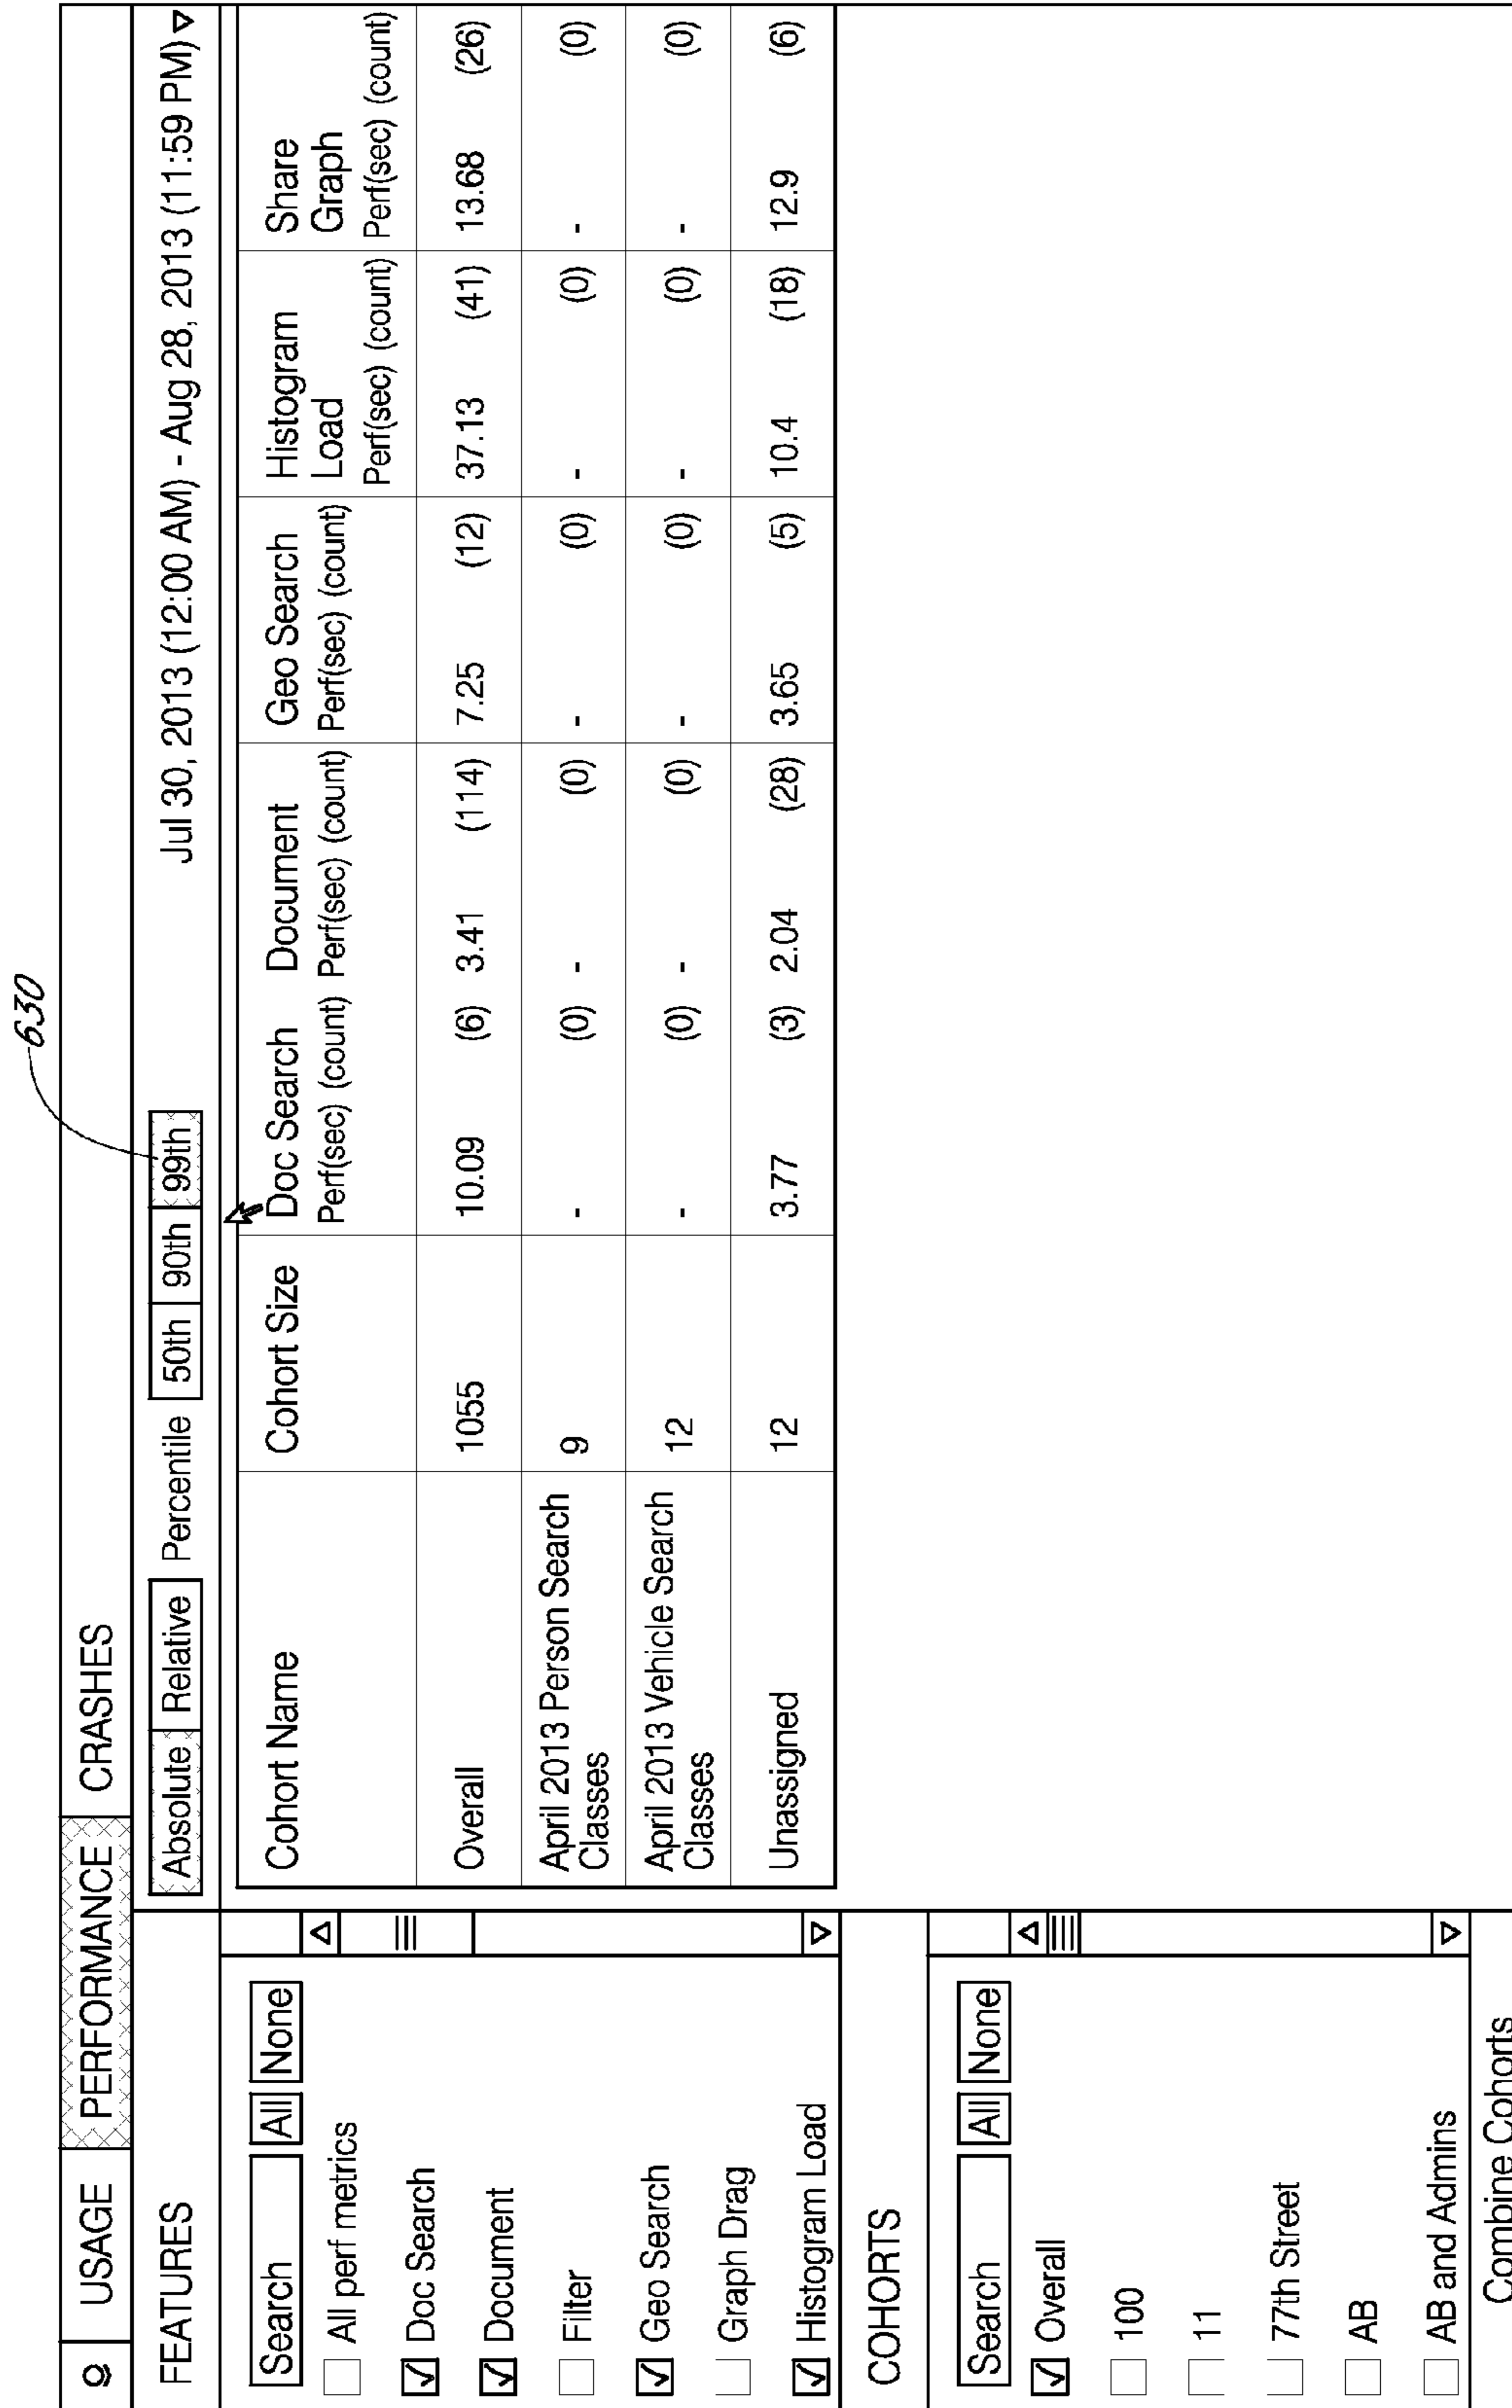 630
USAGE PERFORMANCE CRASHES
FEATURES
Absolute Relative Percentile 50th 90th 99th Jul 30, 2013 (12:00 AM) - Aug 28, 2013 (11:59 PM)
Search All None
All perf metrics
Doc Search
Document
Filter
Geo Search
Graph Drag
Histogram Load
COHORTS
Search All None
Overall
100
11
77th Street
AB
AB and Admins
Combine Cohorts
Cohort Name Cohort Size Doc Search Document Geo Search Histogram Load Share Graph
Perf(sec) (count) Perf(sec) (count) Perf(sec) (count) Perf(sec) (count) Perf(sec) (count)
Overall 1055 10.09 (6) 3.41 (114) 7.25 (12) 37.13 (41) 13.68 (26)
April 2013 Person Search 9 - (0) - (0) - (0) - (0) - (0)
Classes
April 2013 Vehicle Search 12 - (0) - (0) - (0) - (0) - (0)
Classes
Unassigned 12 3.77 (3) 2.04 (28) 3.65 (5) 10.4 (18) 12.9 (6)